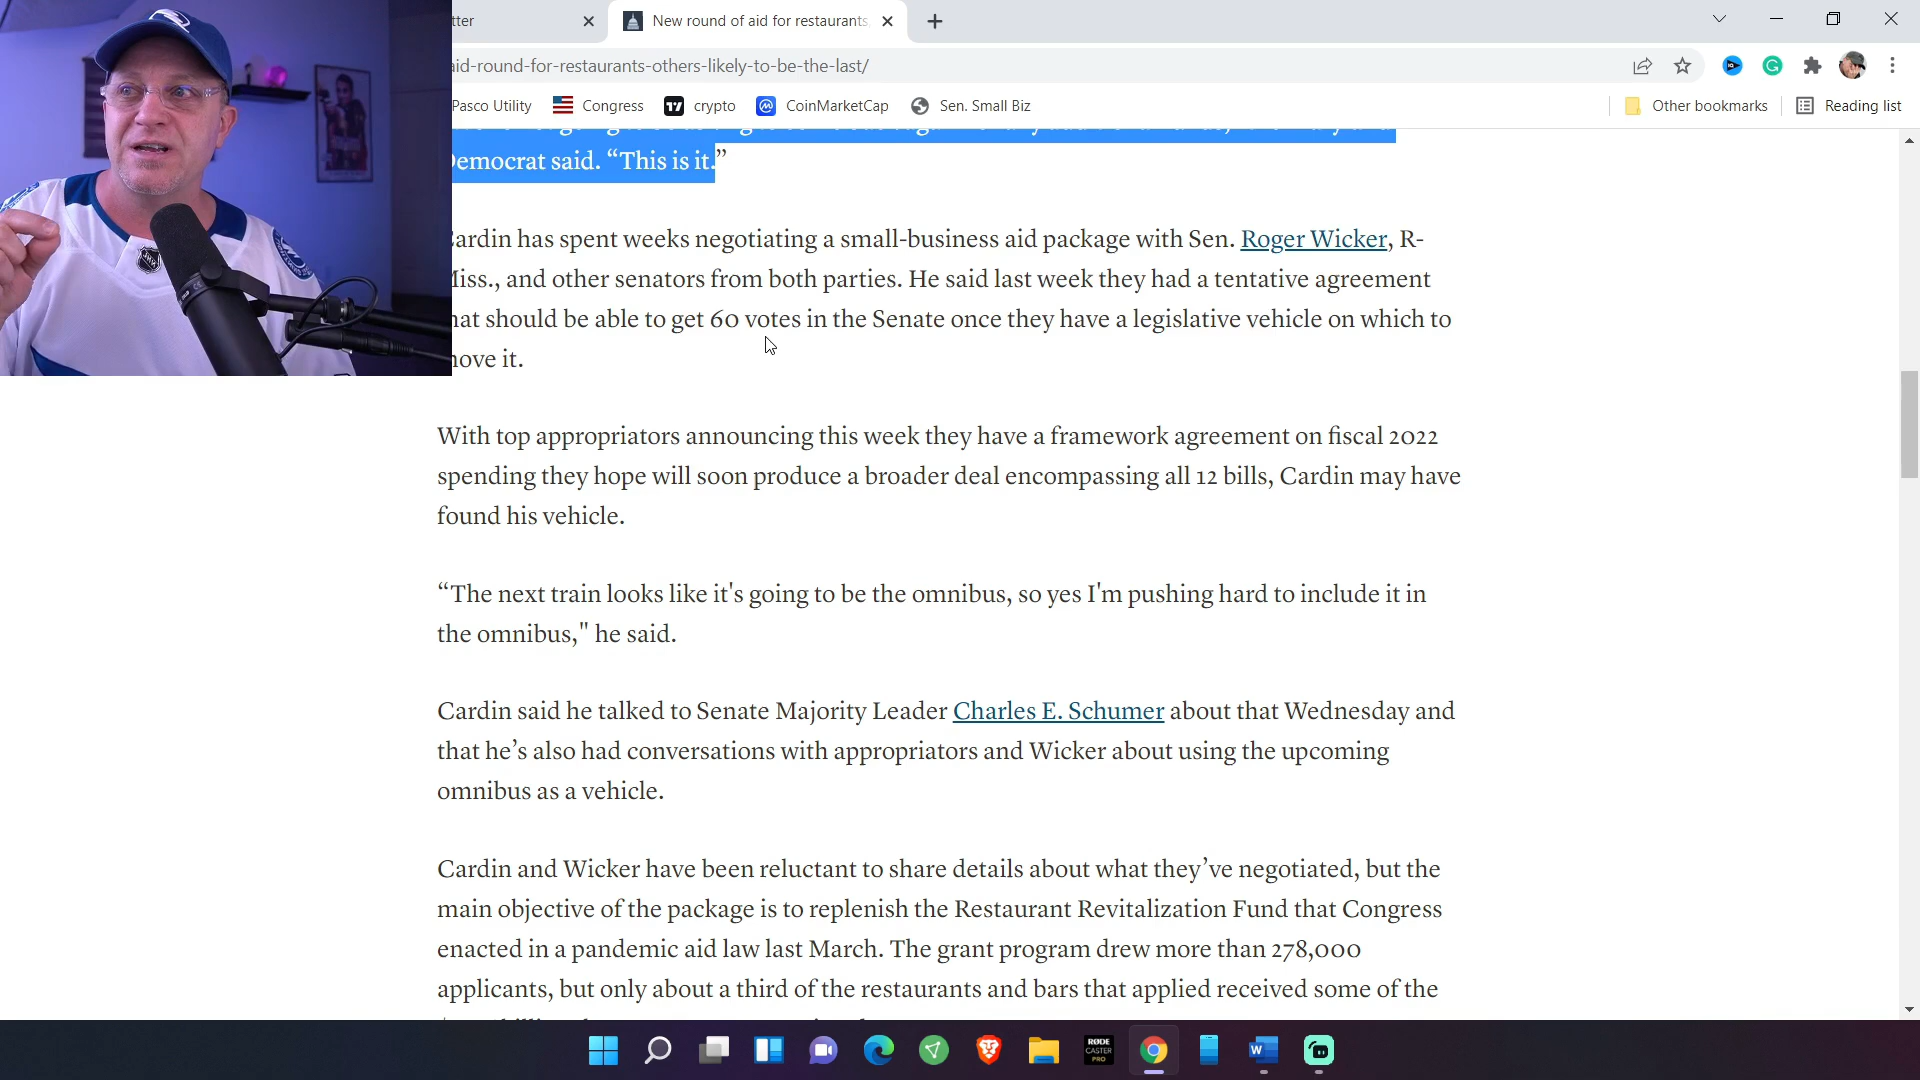 tter
New round of aid for restaurants
aid-round-for-restaurants-others-likely-to-be-the-last/
Pasco Utility Congress crypto CoinMarketCap Sen. Small Biz Other bookmarks Reading list
Democrat said. “This is it.”
Cardin has spent weeks negotiating a small-business aid package with Sen. Roger Wicker, R-
Miss., and other senators from both parties. He said last week they had a tentative agreement
hat should be able to get 60 votes in the Senate once they have a legislative vehicle on which to
move it.
With top appropriators announcing this week they have a framework agreement on fiscal 2022
spending they hope will soon produce a broader deal encompassing all 12 bills, Cardin may have
found his vehicle.
“The next train looks like it's going to be the omnibus, so yes I'm pushing hard to include it in
the omnibus," he said.
Cardin said he talked to Senate Majority Leader Charles E. Schumer about that Wednesday and
that he’s also had conversations with appropriators and Wicker about using the upcoming
omnibus as a vehicle.
Cardin and Wicker have been reluctant to share details about what they’ve negotiated, but the
main objective of the package is to replenish the Restaurant Revitalization Fund that Congress
enacted in a pandemic aid law last March. The grant program drew more than 278,000
applicants, but only about a third of the restaurants and bars that applied received some of the
RØDE
CASTER
PRO
W